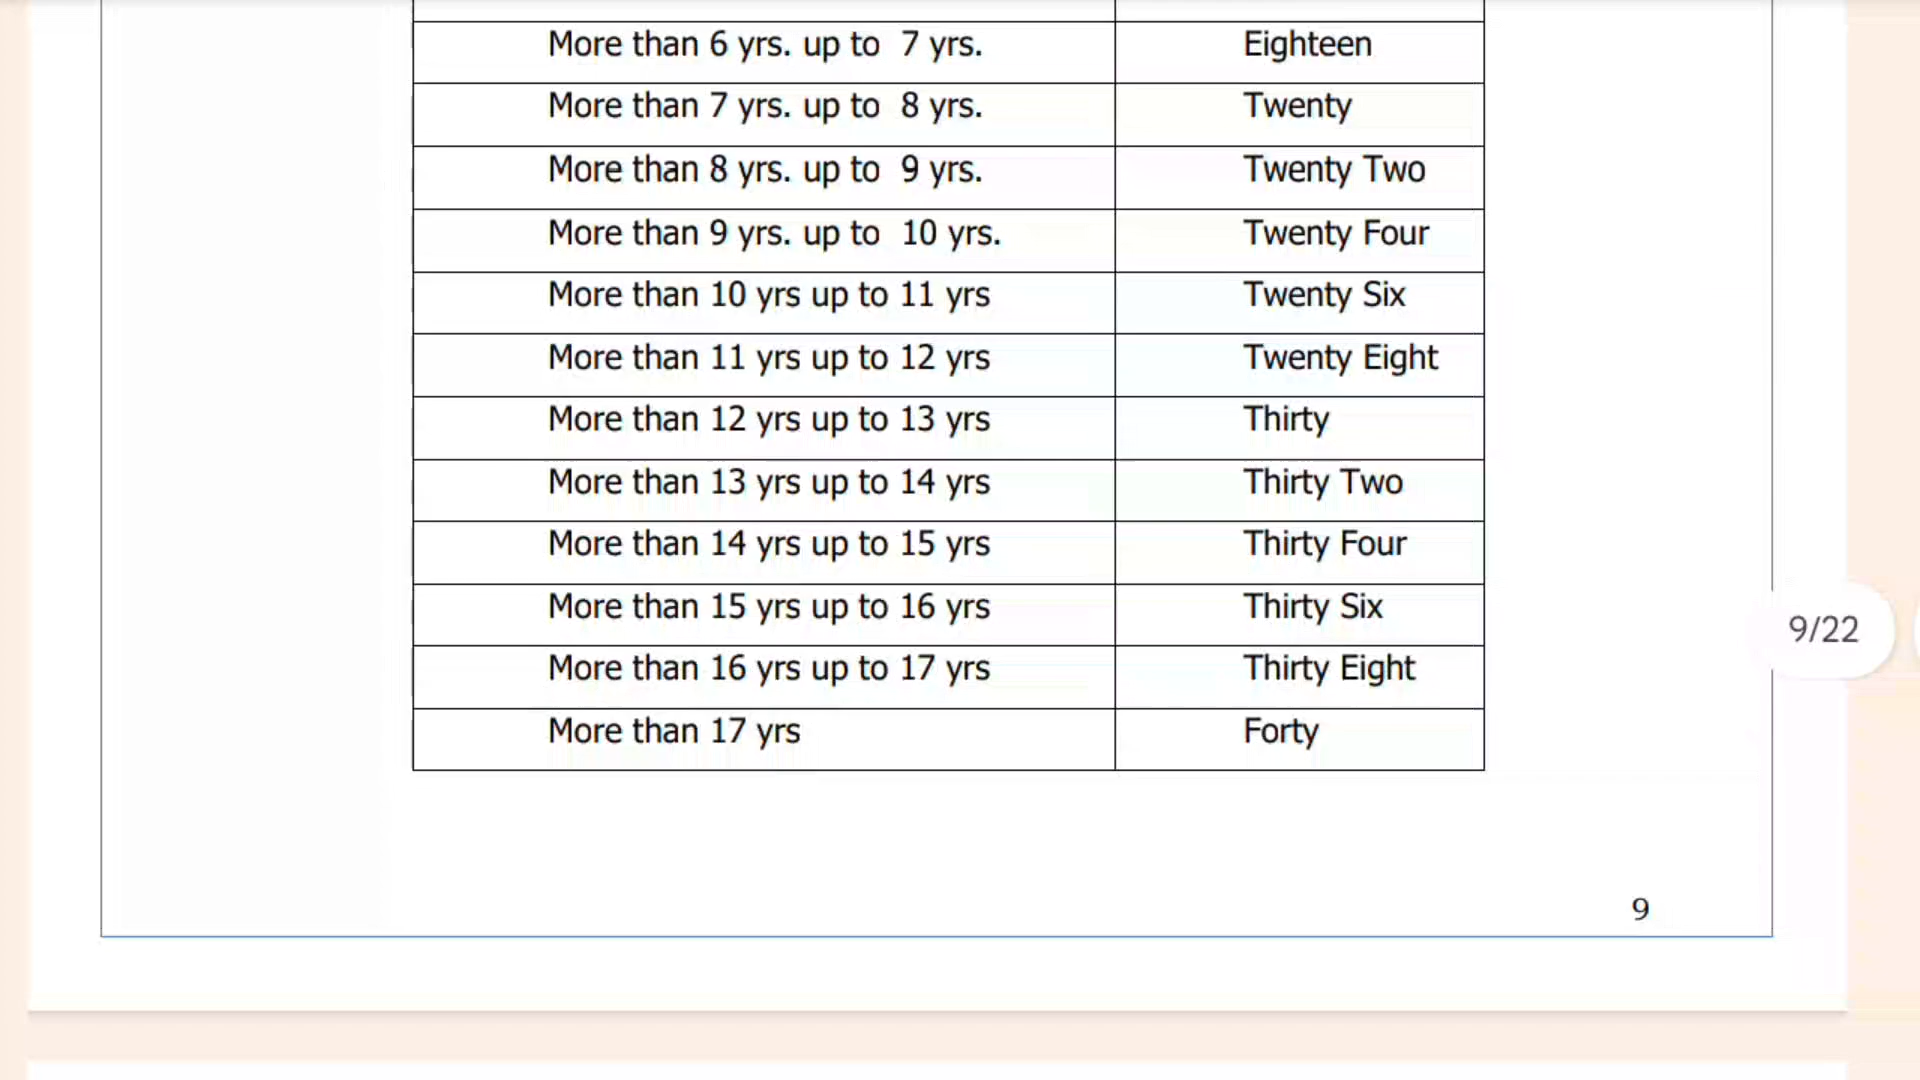 More than 6 yrs. up to 7 yrs. Eighteen
More than 7 yrs. up to 8 yrs. Twenty
More than 8 yrs. up to 9 yrs. Twenty Two
More than 9 yrs. up to 10 yrs. Twenty Four
More than 10 yrs up to 11 yrs Twenty Six
More than 11 yrs up to 12 yrs Twenty Eight
More than 12 yrs up to 13 yrs Thirty
More than 13 yrs up to 14 yrs Thirty Two
More than 14 yrs up to 15 yrs Thirty Four
More than 15 yrs up to 16 yrs Thirty Six
9/22
More than 16 yrs up to 17 yrs Thirty Eight
More than 17 yrs Forty
9